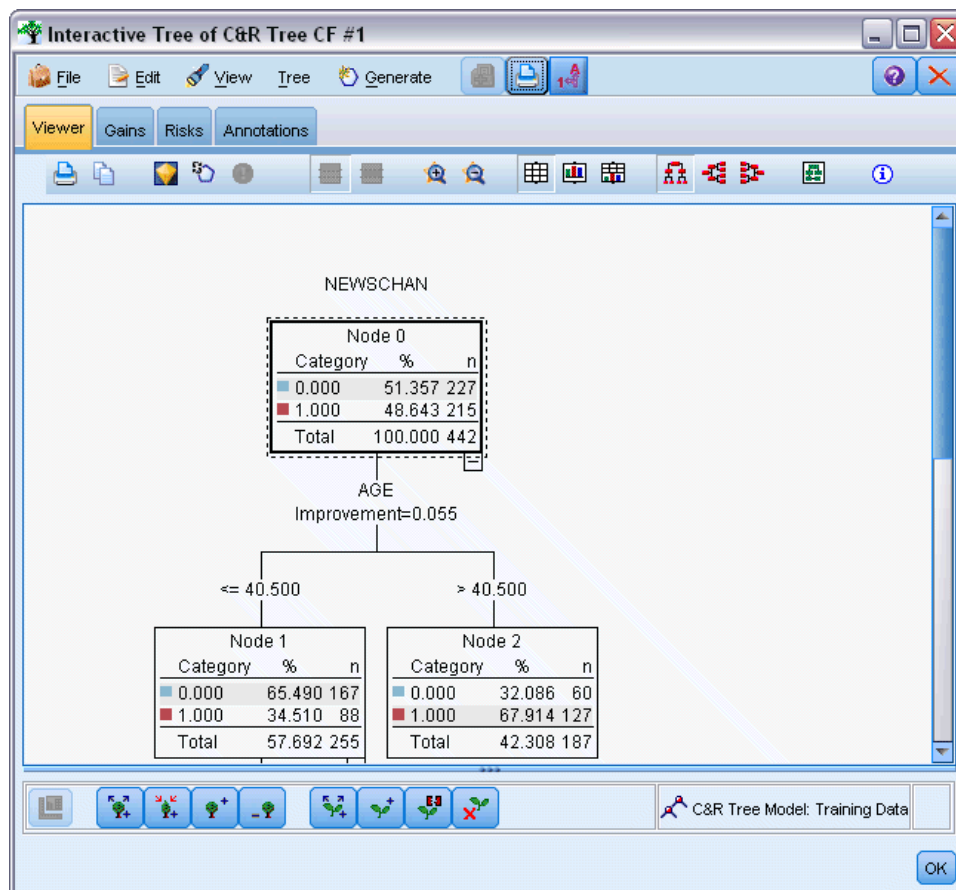 Interactive Tree of C&R Tree CF #1
File Edit View Tree Generate
Viewer Gains Risks Annotations
NEWSCHAN
Node 0
Category % n
0.000 51.357 227
1.000 48.643 215
Total 100.000 442
AGE
Improvement=0.055
<= 40.500 > 40.500
Node 1
Category % n
0.000 65.490 167
1.000 34.510 88
Total 57.692 255
Node 2
Category % n
0.000 32.086 60
1.000 67.914 127
Total 42.308 187
C&R Tree Model: Training Data
OK